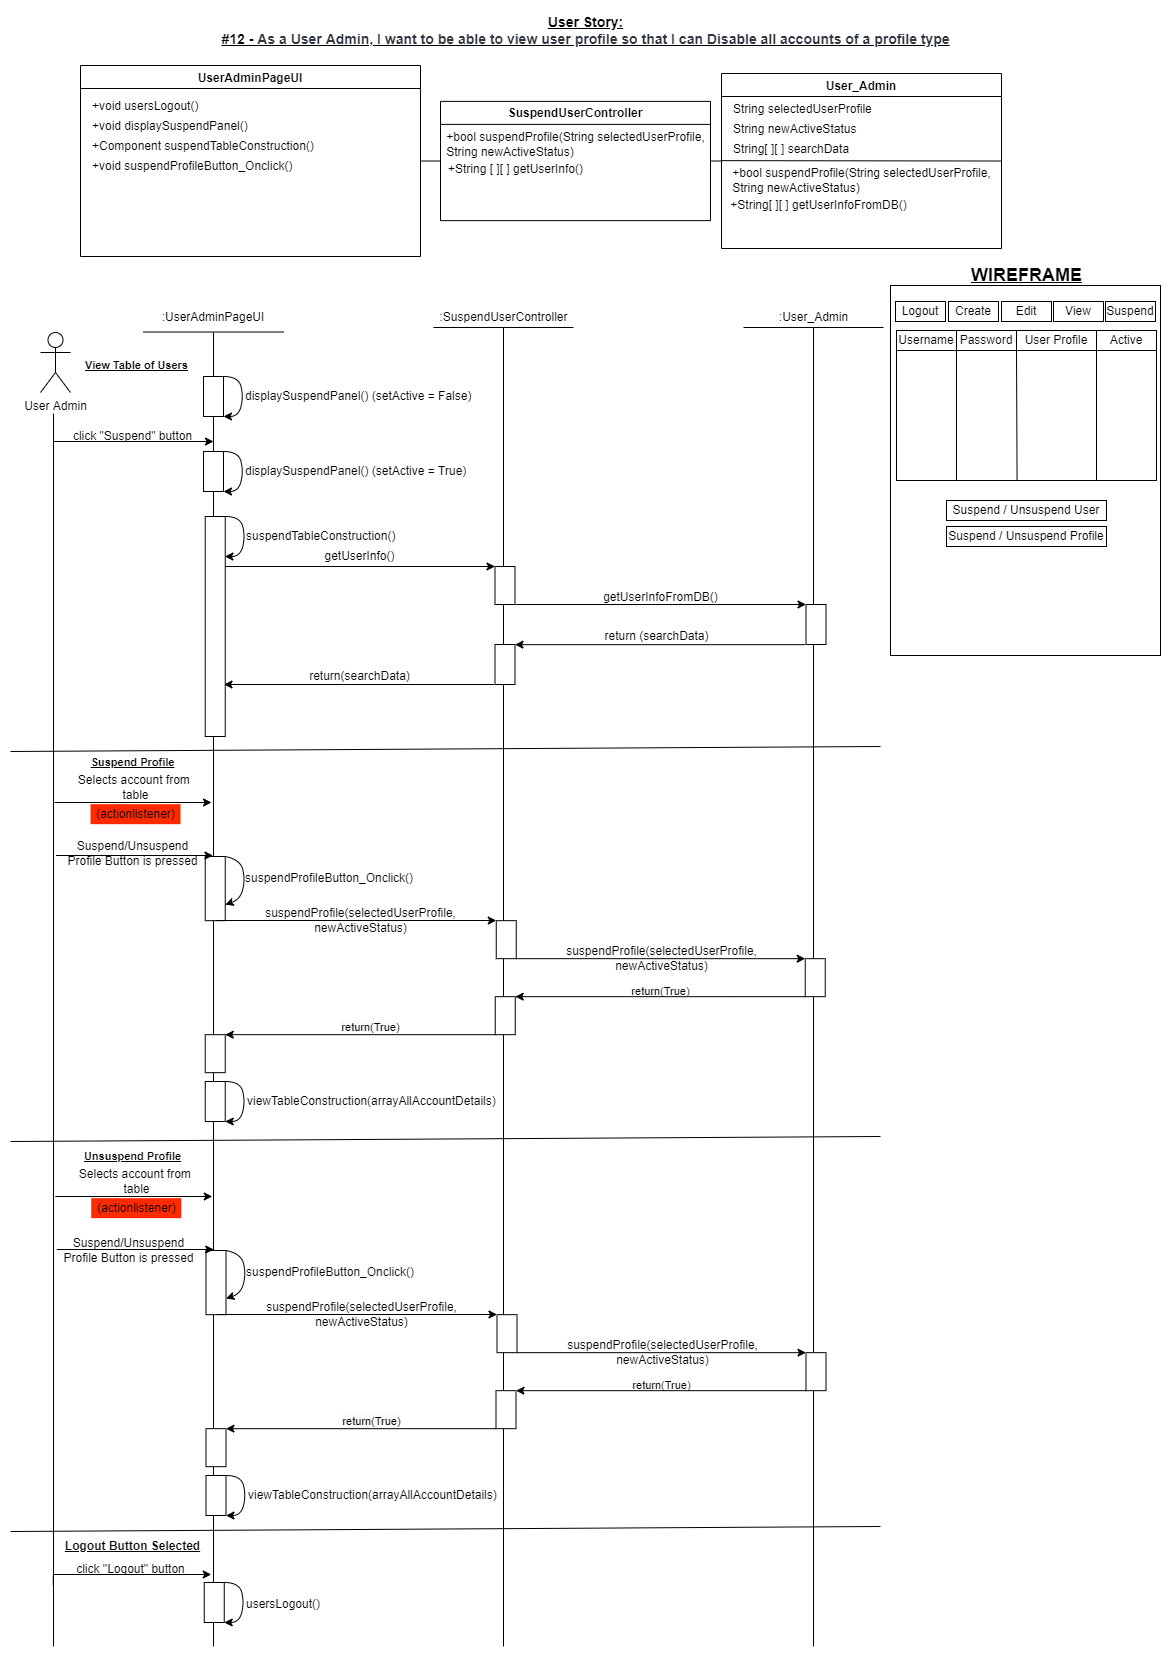 User Story:
#12 - As a User Admin, I want to be able to view user profile so that I can Disable all accounts of a profile type
UserAdminPageUI
+void usersLogout()
+void displaySuspendPanel()
+Component suspendTableConstruction()
+void suspendProfileButton_Onclick()
SuspendUserController
+bool suspendProfile(String selectedUserProfile,
String newActiveStatus)
+String [ ][ ] getUserInfo()
User_Admin
String selectedUserProfile
String newActiveStatus
String[ ][ ] searchData
+bool suspendProfile(String selectedUserProfile,
String newActiveStatus)
+String[ ][ ] getUserInfoFromDB()
WIREFRAME
Logout
Create
Edit
View
Suspend
Username
Password
User Profile
Active
Suspend / Unsuspend User
Suspend / Unsuspend Profile
:UserAdminPageUI
:SuspendUserController
:User_Admin
User Admin
View Table of Users
displaySuspendPanel() (setActive = False)
click "Suspend" button
displaySuspendPanel() (setActive = True)
suspendTableConstruction()
getUserInfo()
getUserInfoFromDB()
return (searchData)
return(searchData)
Suspend Profile
Selects account from
table
(actionlistener)
Suspend/Unsuspend
Profile Button is pressed
suspendProfileButton_Onclick()
suspendProfile(selectedUserProfile,
newActiveStatus)
suspendProfile(selectedUserProfile,
newActiveStatus)
return(True)
return(True)
viewTableConstruction(arrayAllAccountDetails)
Unsuspend Profile
Selects account from
table
(actionlistener)
Suspend/Unsuspend
Profile Button is pressed
suspendProfileButton_Onclick()
suspendProfile(selectedUserProfile,
newActiveStatus)
suspendProfile(selectedUserProfile,
newActiveStatus)
return(True)
return(True)
viewTableConstruction(arrayAllAccountDetails)
Logout Button Selected
click "Logout" button
usersLogout()